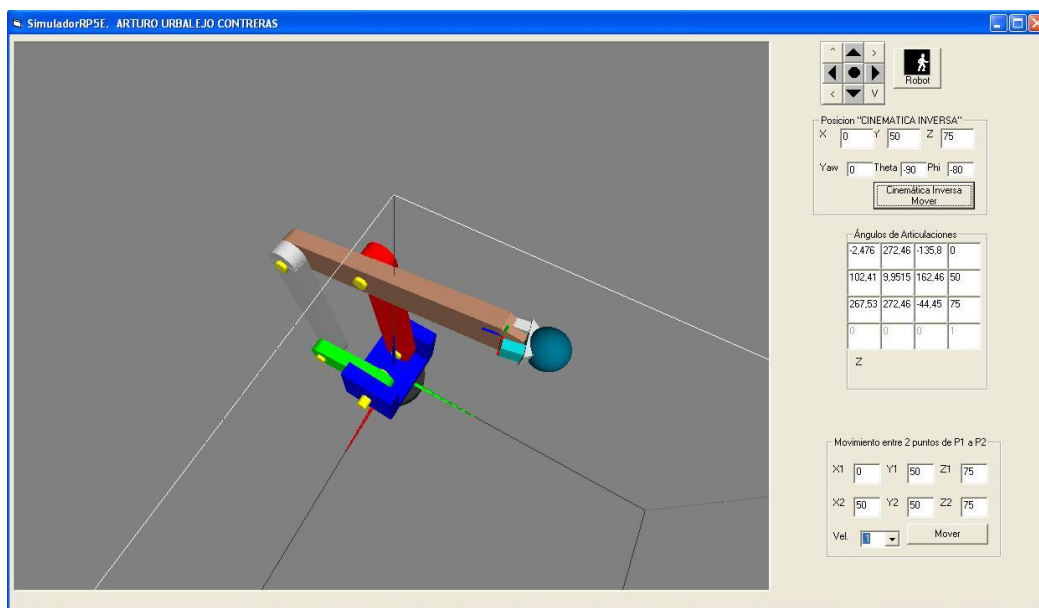 SimuladorRP5E. ARTURO URBALEJO CONTRERAS
^ >
< V
Robot
Posicion "CINEMATICA INVERSA"
X 0 Y 50 Z 75
Yaw 0 Theta -90 Phi -80
Cinemática Inversa
Mover
Ángulos de Articulaciones
-2,476 272,46 -135,8 0
102,41 9,9515 162,46 50
267,53 272,46 -44,45 75
0 0 0 1
Z
Movimiento entre 2 puntos de P1 a P2
X1 0 Y1 50 Z1 75
X2 50 Y2 50 Z2 75
Vel. 1 Mover